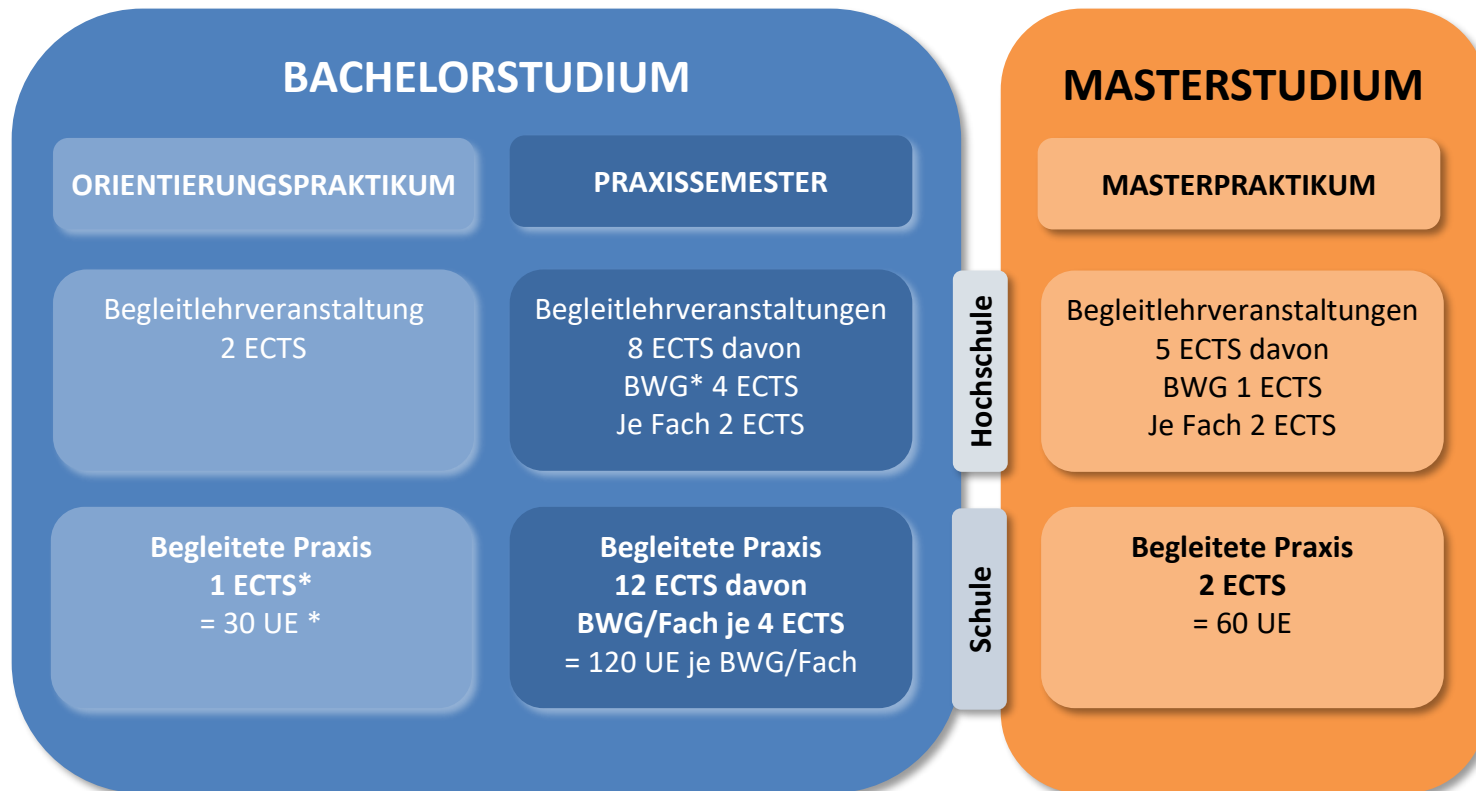 BACHELORSTUDIUM
ORIENTIERUNGSPRAKTIKUM
PRAXISSEMESTER
Begleitlehrveranstaltung
2 ECTS
Begleitlehrveranstaltungen
8 ECTS davon
BWG* 4 ECTS
Je Fach 2 ECTS
Begleitete Praxis
1 ECTS*
= 30 UE *
Begleitete Praxis
12 ECTS davon
BWG/Fach je 4 ECTS
= 120 UE je BWG/Fach
Hochschule
Schule
MASTERSTUDIUM
MASTERPRAKTIKUM
Begleitlehrveranstaltungen
5 ECTS davon
BWG 1 ECTS
Je Fach 2 ECTS
Begleitete Praxis
2 ECTS
= 60 UE